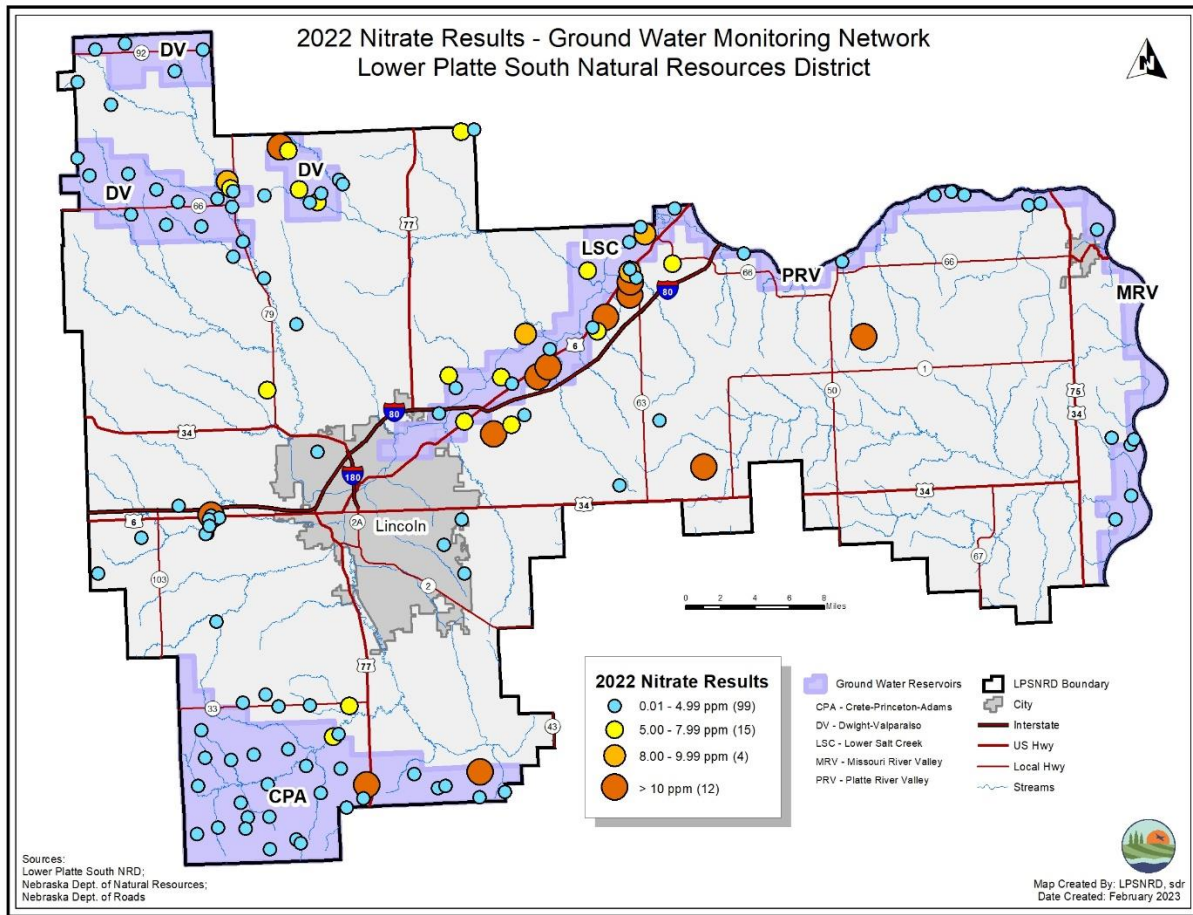 2022 Nitrate Results - Ground Water Monitoring Network
Lower Platte South Natural Resources District
N
92
DV
DV
DV
66
77
LSC
66
PRV
66
MRV
80
79
6
63
50
1
75
34
34
80
180
6
Lincoln
2A
34
34
103
2
67
0 2 4 6 8
Miles
77
33
43
CPA
2022 Nitrate Results
0.01 - 4.99 ppm (99)
5.00 - 7.99 ppm (15)
8.00 - 9.99 ppm (4)
> 10 ppm (12)
Ground Water Reservoirs
CPA - Crete-Princeton-Adams
DV - Dwight-Valparaiso
LSC - Lower Salt Creek
MRV - Missouri River Valley
PRV - Platte River Valley
LPSNRD Boundary
City
Interstate
US Hwy
Local Hwy
Streams
Sources:
Lower Platte South NRD;
Nebraska Dept. of Natural Resources;
Nebraska Dept. of Roads
Map Created By: LPSNRD, sdr
Date Created: February 2023